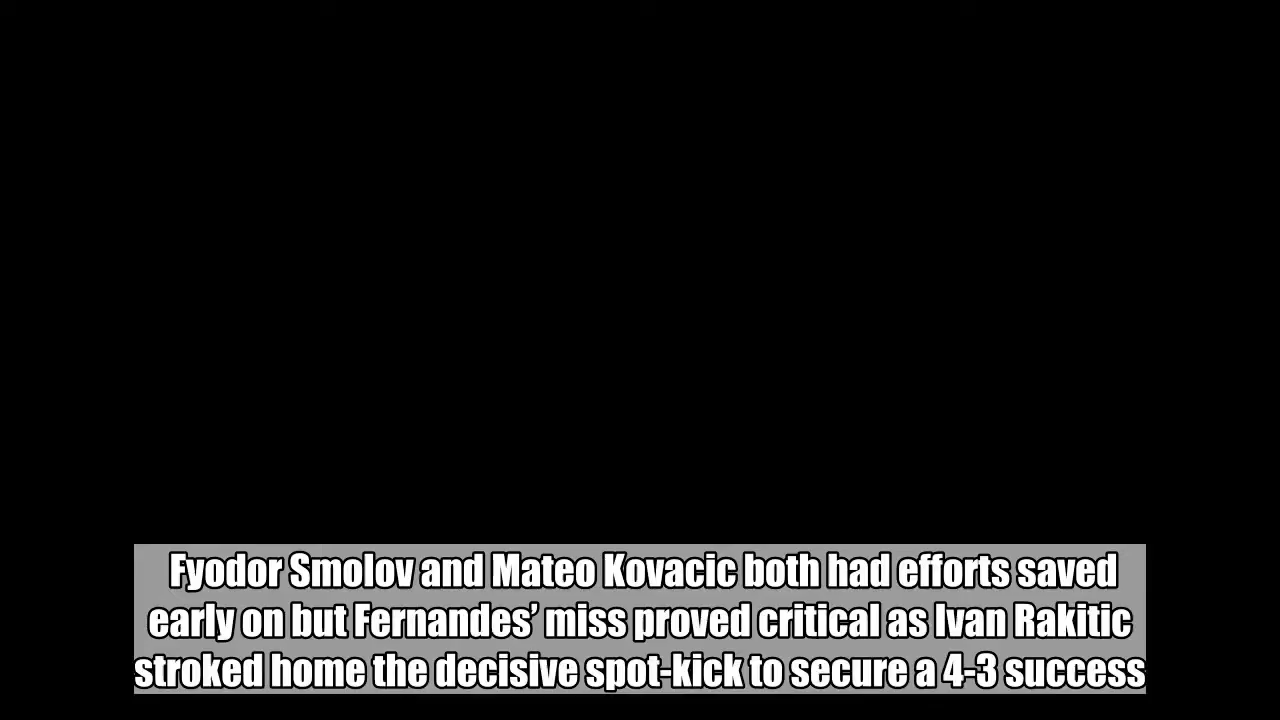 Fyodor Smolov and Mateo Kovacic both had efforts saved
early on but Fernandes’ miss proved critical as Ivan Rakitic
stroked home the decisive spot-kick to secure a 4-3 success